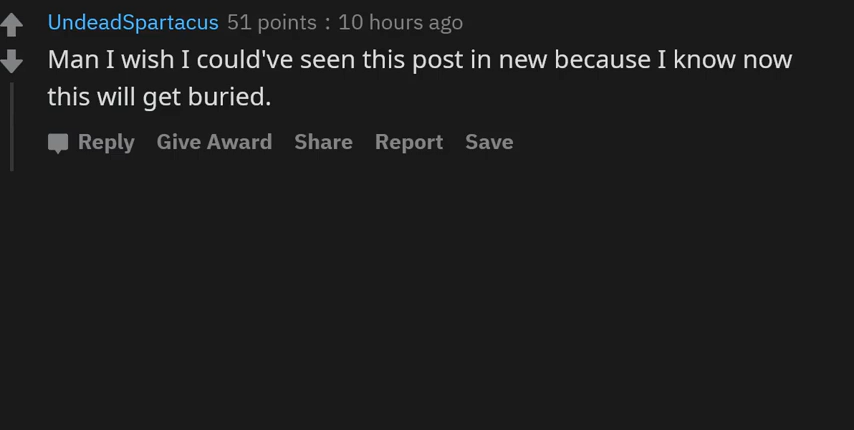 UndeadSpartacus 51 points : 10 hours ago
Man I wish I could've seen this post in new because I know now
this will get buried.
Reply Give Award Share Report Save